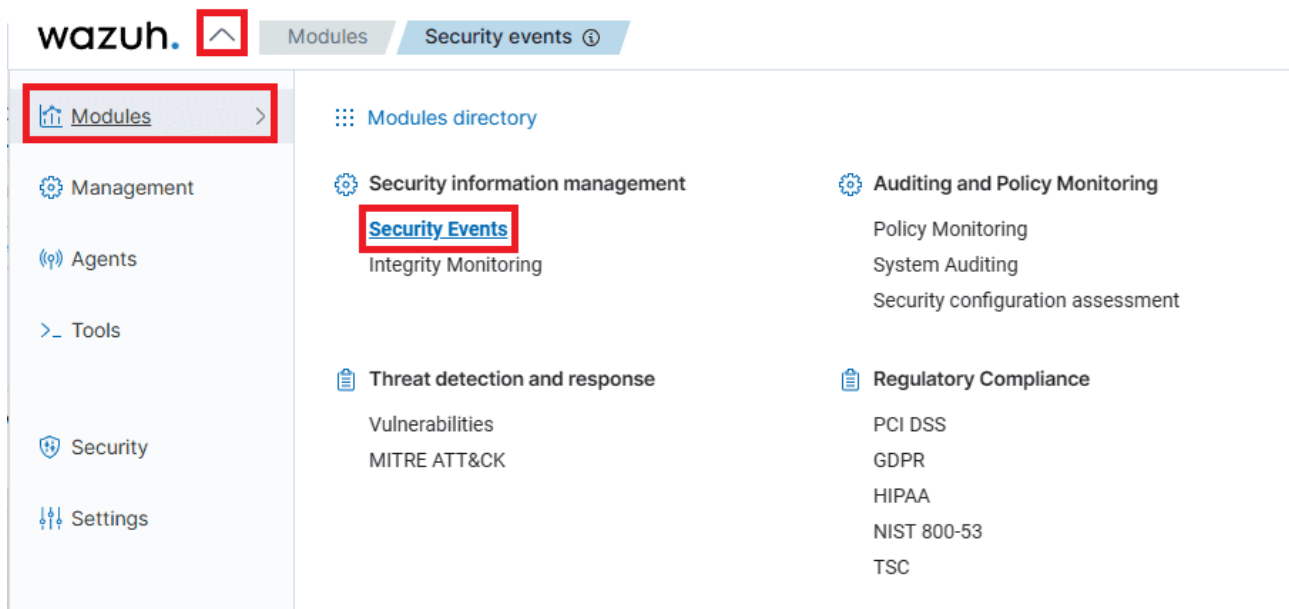 wazuh.
Modules
Security events
Modules
Management
Agents
Tools
Security
Settings
Modules directory
Security information management
Security Events
Integrity Monitoring
Auditing and Policy Monitoring
Policy Monitoring
System Auditing
Security configuration assessment
Threat detection and response
Vulnerabilities
MITRE ATT&CK
Regulatory Compliance
PCI DSS
GDPR
HIPAA
NIST 800-53
TSC